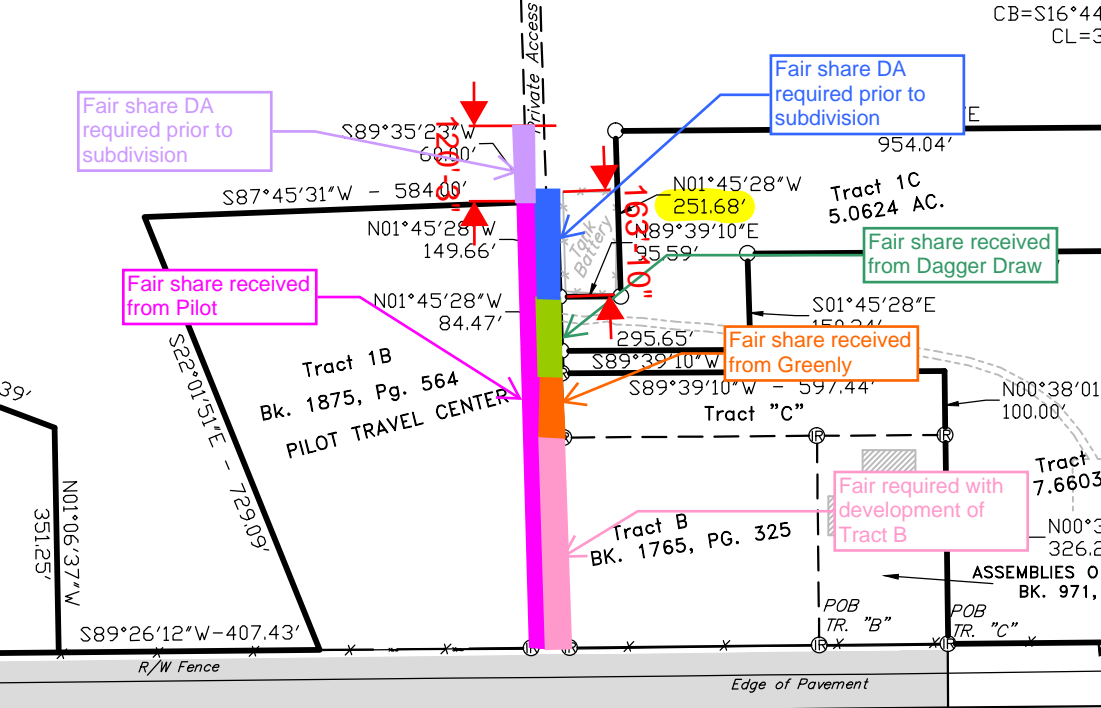 Private Access
CB=S16°44
CL=3
Fair share DA
required prior to
subdivision
Fair share DA
required prior to
subdivision
S89°35'23"W
60.00'
120'-3"
E
954.04'
S87°45'31"W - 584.00'
N01°45'28"W
251.68'
Tract 1C
5.0624 AC.
163'-10"
Tank
Battery
N01°45'28"W
149.66'
N89°39'10"E
95.59'
Fair share received
from Dagger Draw
Fair share received
from Pilot
N01°45'28"W
84.47'
S01°45'28"E
295.65'
S89°39'10"W
Fair share received
from Greenly
S89°39'10"W - 597.44'
Tract 1B
Bk. 1875, Pg. 564
PILOT TRAVEL CENTER
39'
S22°01'51"E - 729.09'
Tract "C"
N00°38'01
100.00'
Tract
7.6603
Fair required with
development of
Tract B
N01°06'37"W
351.25'
Tract B
BK. 1765, PG. 325
N00°3
326.2
ASSEMBLIES O
BK. 971,
POB
TR. "B"
POB
TR. "C"
S89°26'12"W-407.43'
R/W Fence
Edge of Pavement